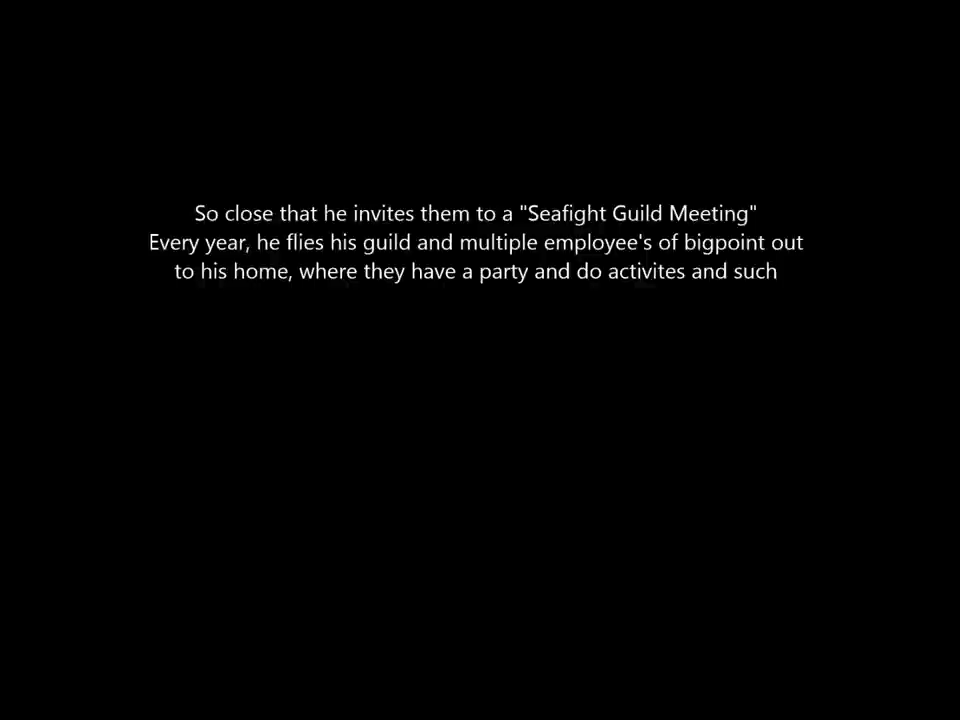 So close that he invites them to a "Seafight Guild Meeting"
Every year, he flies his guild and multiple employee's of bigpoint out
to his home, where they have a party and do activites and such